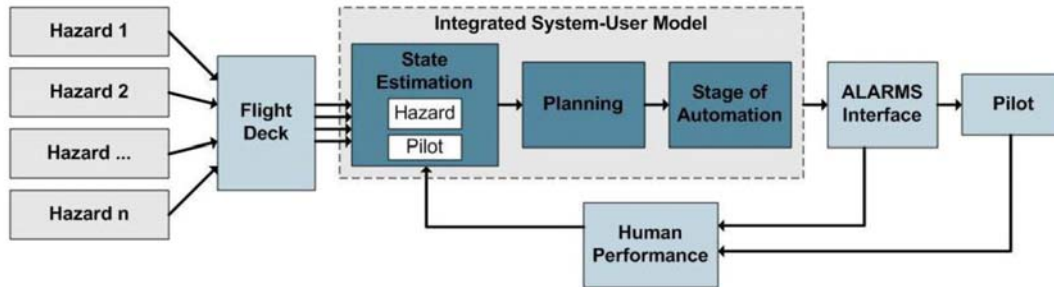 Integrated System-User Model
Hazard 1
Hazard 2
Hazard ...
Hazard n
Flight
Deck
State
Estimation
Hazard
Pilot
Planning
Stage of
Automation
ALARMS
Interface
Pilot
Human
Performance